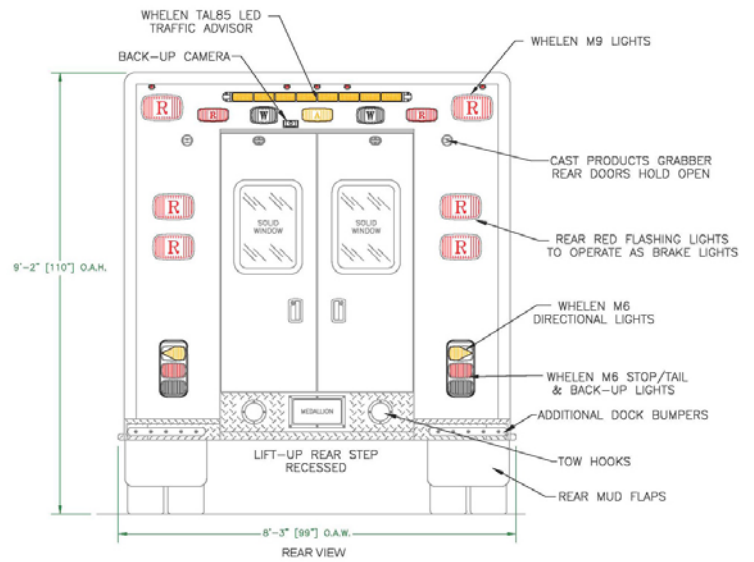 WHELEN TAL85 LED
TRAFFIC ADVISOR
BACK-UP CAMERA
WHELEN M9 LIGHTS
R
R
R
W
A
W
R
CAST PRODUCTS GRABBER
REAR DOORS HOLD OPEN
R
R
SOLID
WINDOW
SOLID
WINDOW
R
R
REAR RED FLASHING LIGHTS
TO OPERATE AS BRAKE LIGHTS
9'-2" [110"] O.A.H.
WHELEN M6
DIRECTIONAL LIGHTS
WHELEN M6 STOP/TAIL
& BACK-UP LIGHTS
MEDALLION
ADDITIONAL DOCK BUMPERS
LIFT-UP REAR STEP
RECESSED
TOW HOOKS
REAR MUD FLAPS
8'-3" [99"] O.A.W.
REAR VIEW